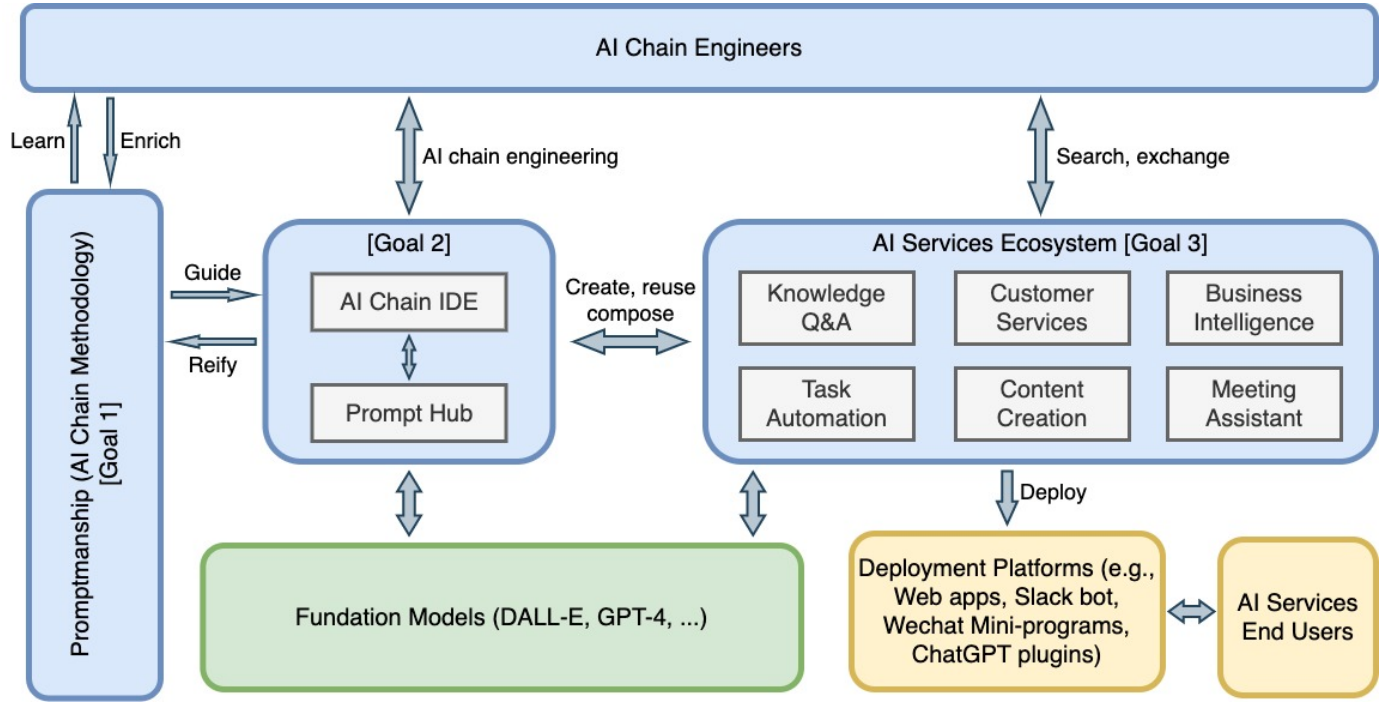 AI Chain Engineers
Learn
Enrich
AI chain engineering
Search, exchange
Promptmanship (AI Chain Methodology)
[Goal 1]
Guide
Reify
[Goal 2]
AI Chain IDE
Prompt Hub
Create, reuse
compose
AI Services Ecosystem [Goal 3]
Knowledge
Q&A
Customer
Services
Business
Intelligence
Task
Automation
Content
Creation
Meeting
Assistant
Deploy
Fundation Models (DALL-E, GPT-4, ...)
Deployment Platforms (e.g.,
Web apps, Slack bot,
Wechat Mini-programs,
ChatGPT plugins)
AI Services
End Users